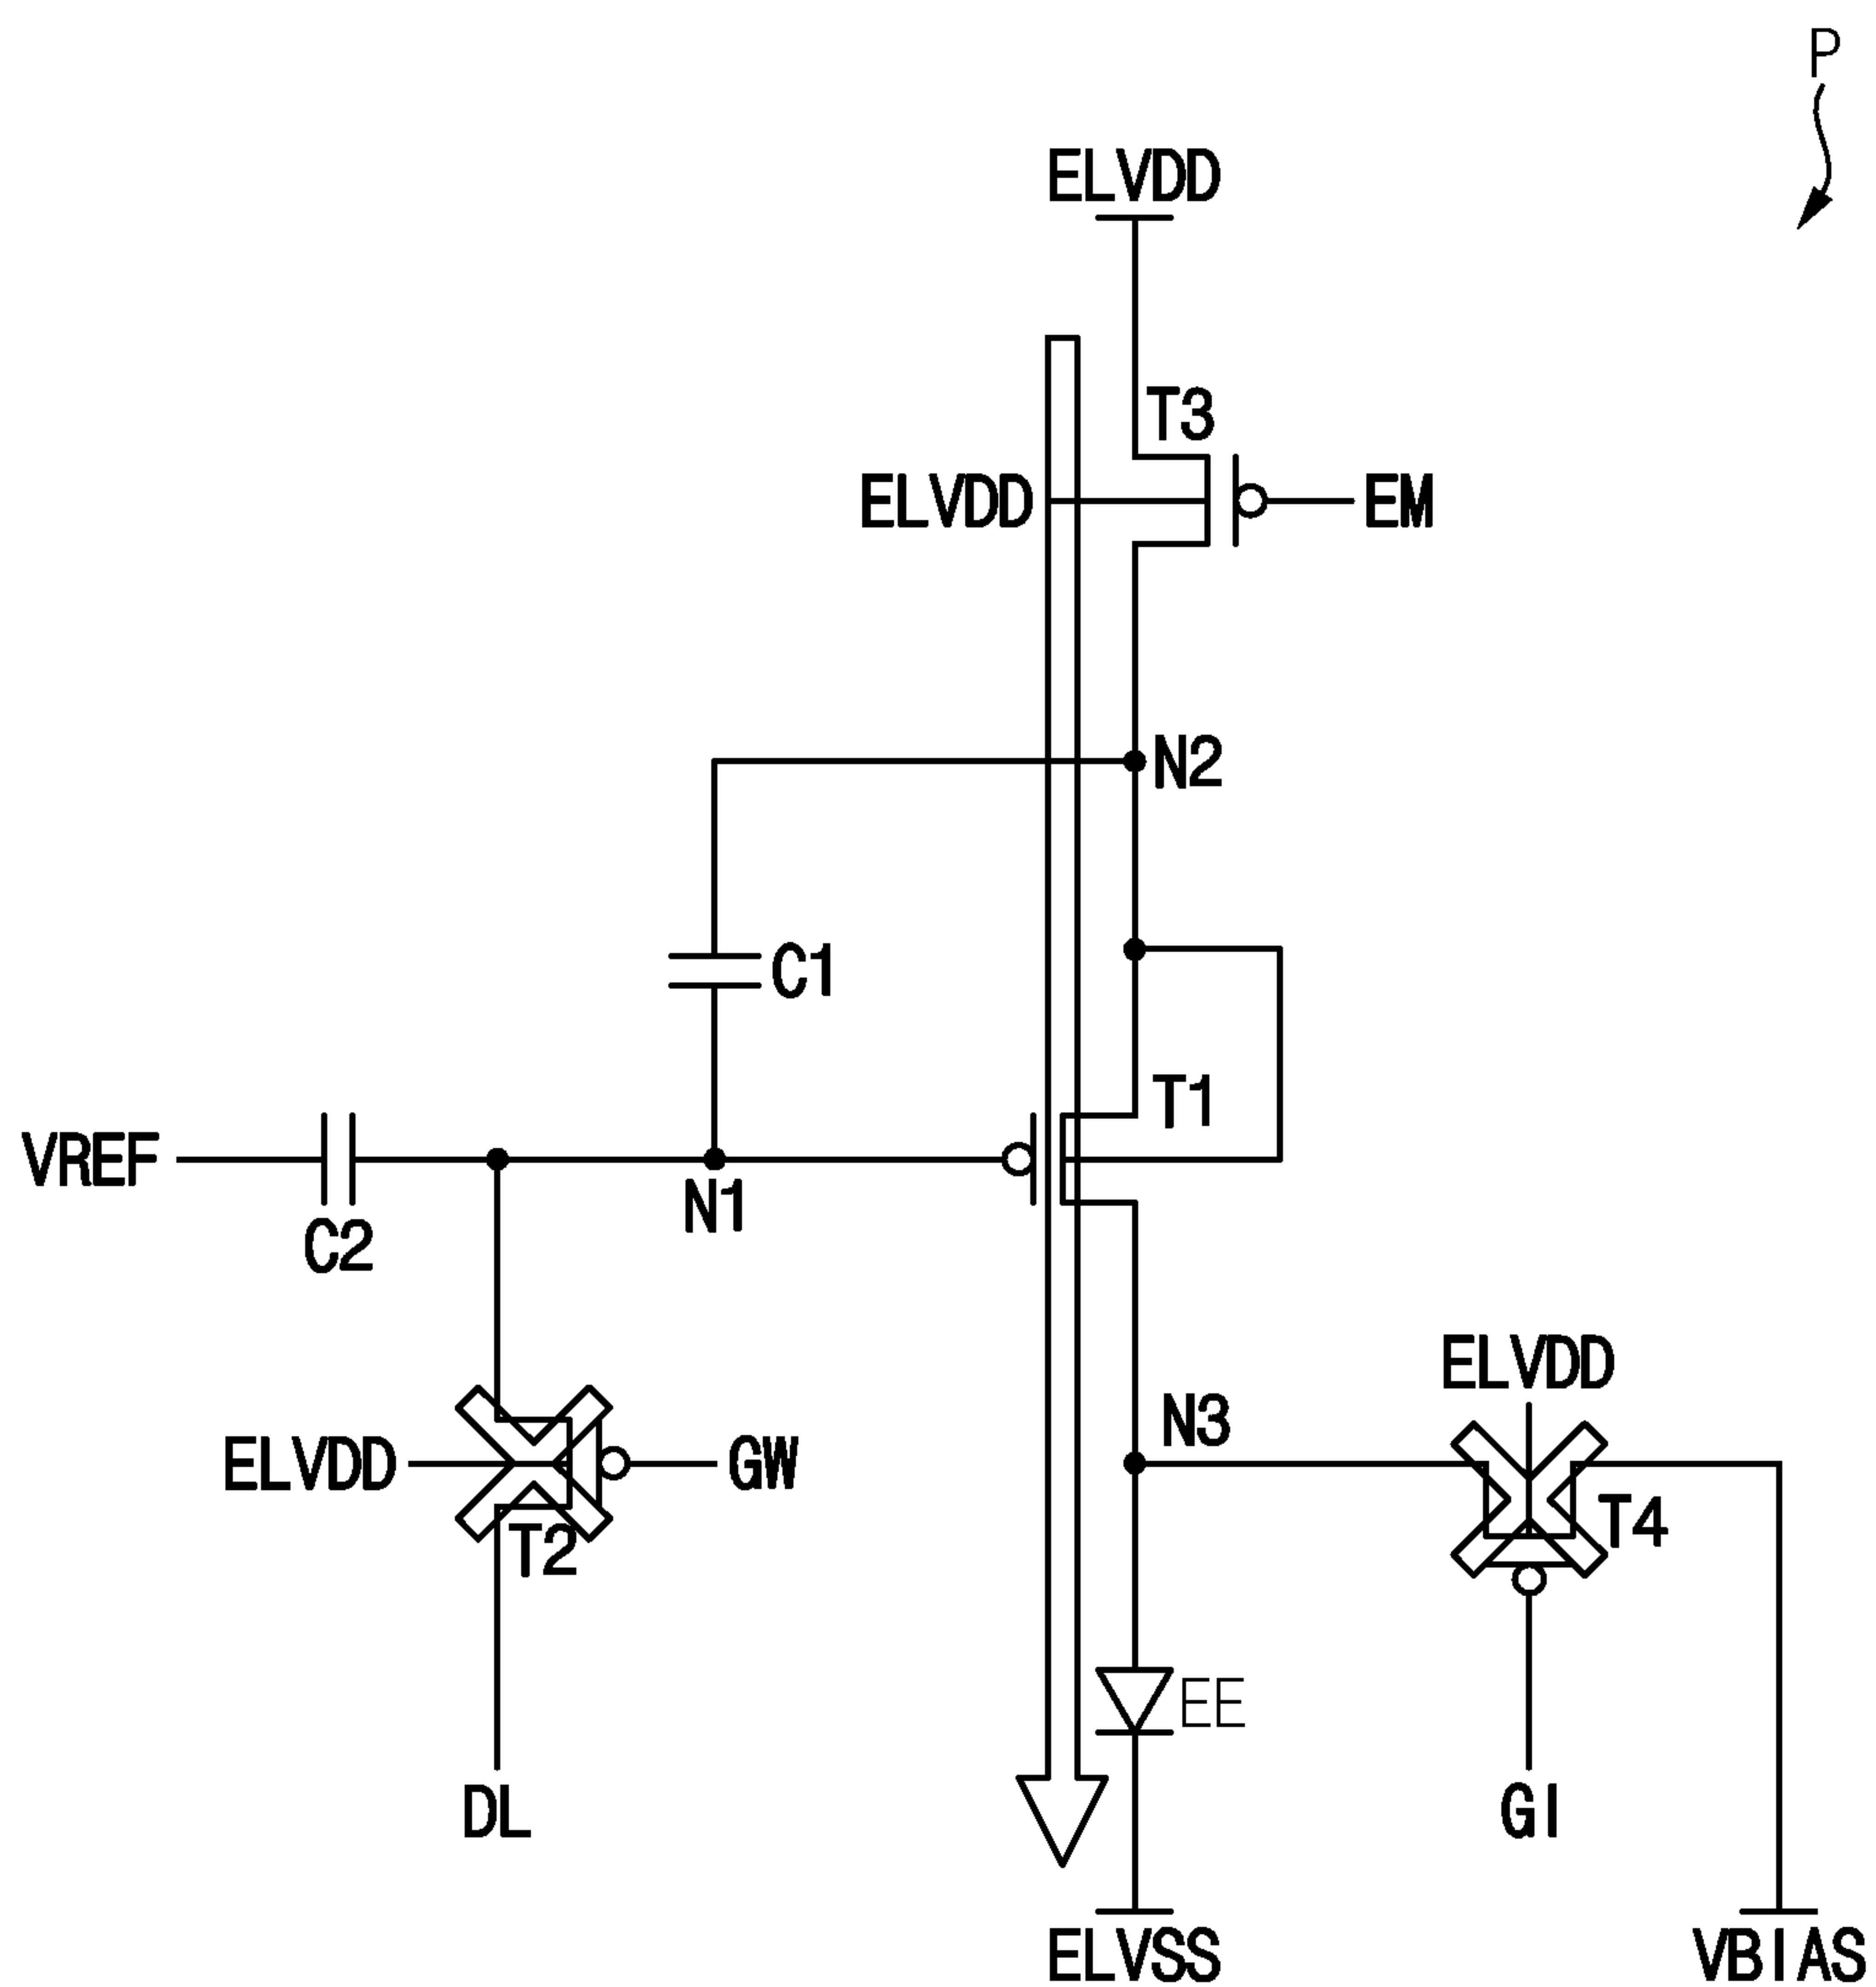 P
ELVDD
T3
ELVDD
EM
N2
C1
T1
VREF
N1
C2
ELVDD
N3
ELVDD
GW
T4
T2
EE
DL
GI
ELVSS
VBIAS